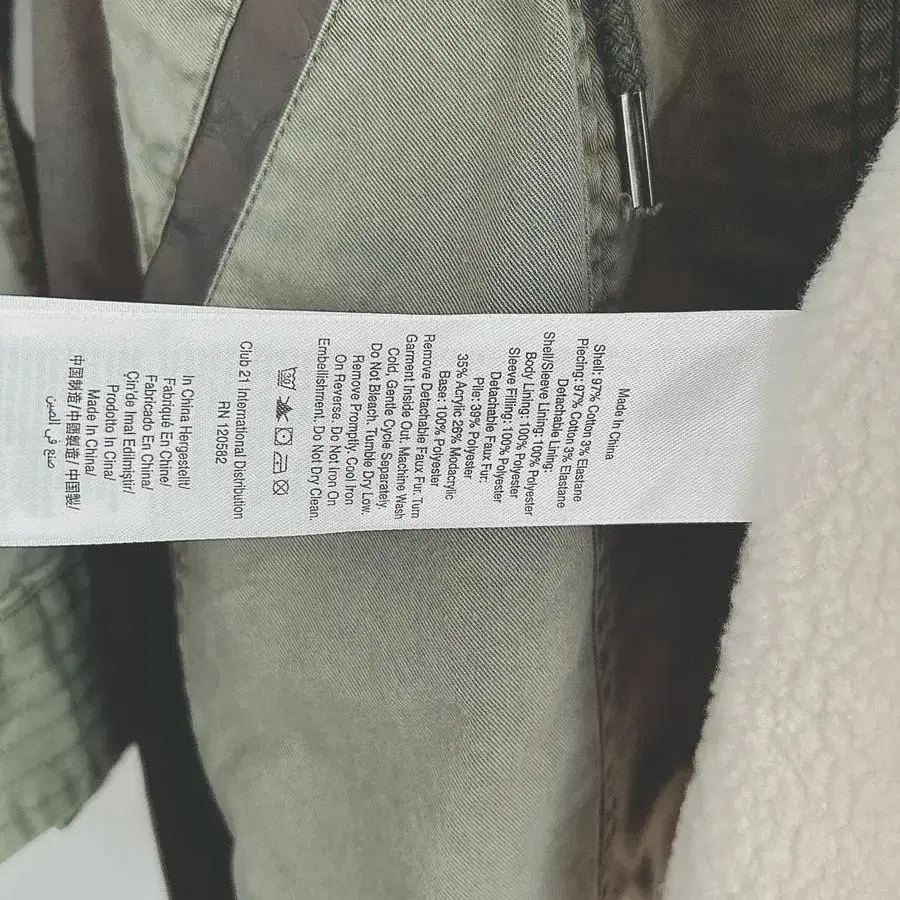 Made In China
Shell: 97% Cotton 3% Elastane
Piecing: 97% Cotton 3% Elastane
Detachable Lining:
Shell/Sleeve Lining: 100% Polyester
Body Lining: 100% Polyester
Sleeve Filling: 100% Polyester
Detachable Faux Fur:
Pile: 39% Polyester
35% Acrylic 26% Modacrylic
Base: 100% Polyester
Remove Detachable Faux Fur. Turn
Garment Inside Out. Machine Wash
Cold, Gentle Cycle Separately.
Do Not Bleach. Tumble Dry Low.
Remove Promptly. Cool Iron
On Reverse. Do Not Iron On
Embellishment. Do Not Dry Clean.
Club 21 International Distribution
RN 120582
In China Hergestellt/
Fabriqué En Chine/
Fabricado En China/
Çin'de Imal Edilmiştir/
Prodotto In Cina/
Made In China/
中国制造/中國製造/ 中国製/
صنع في الصين